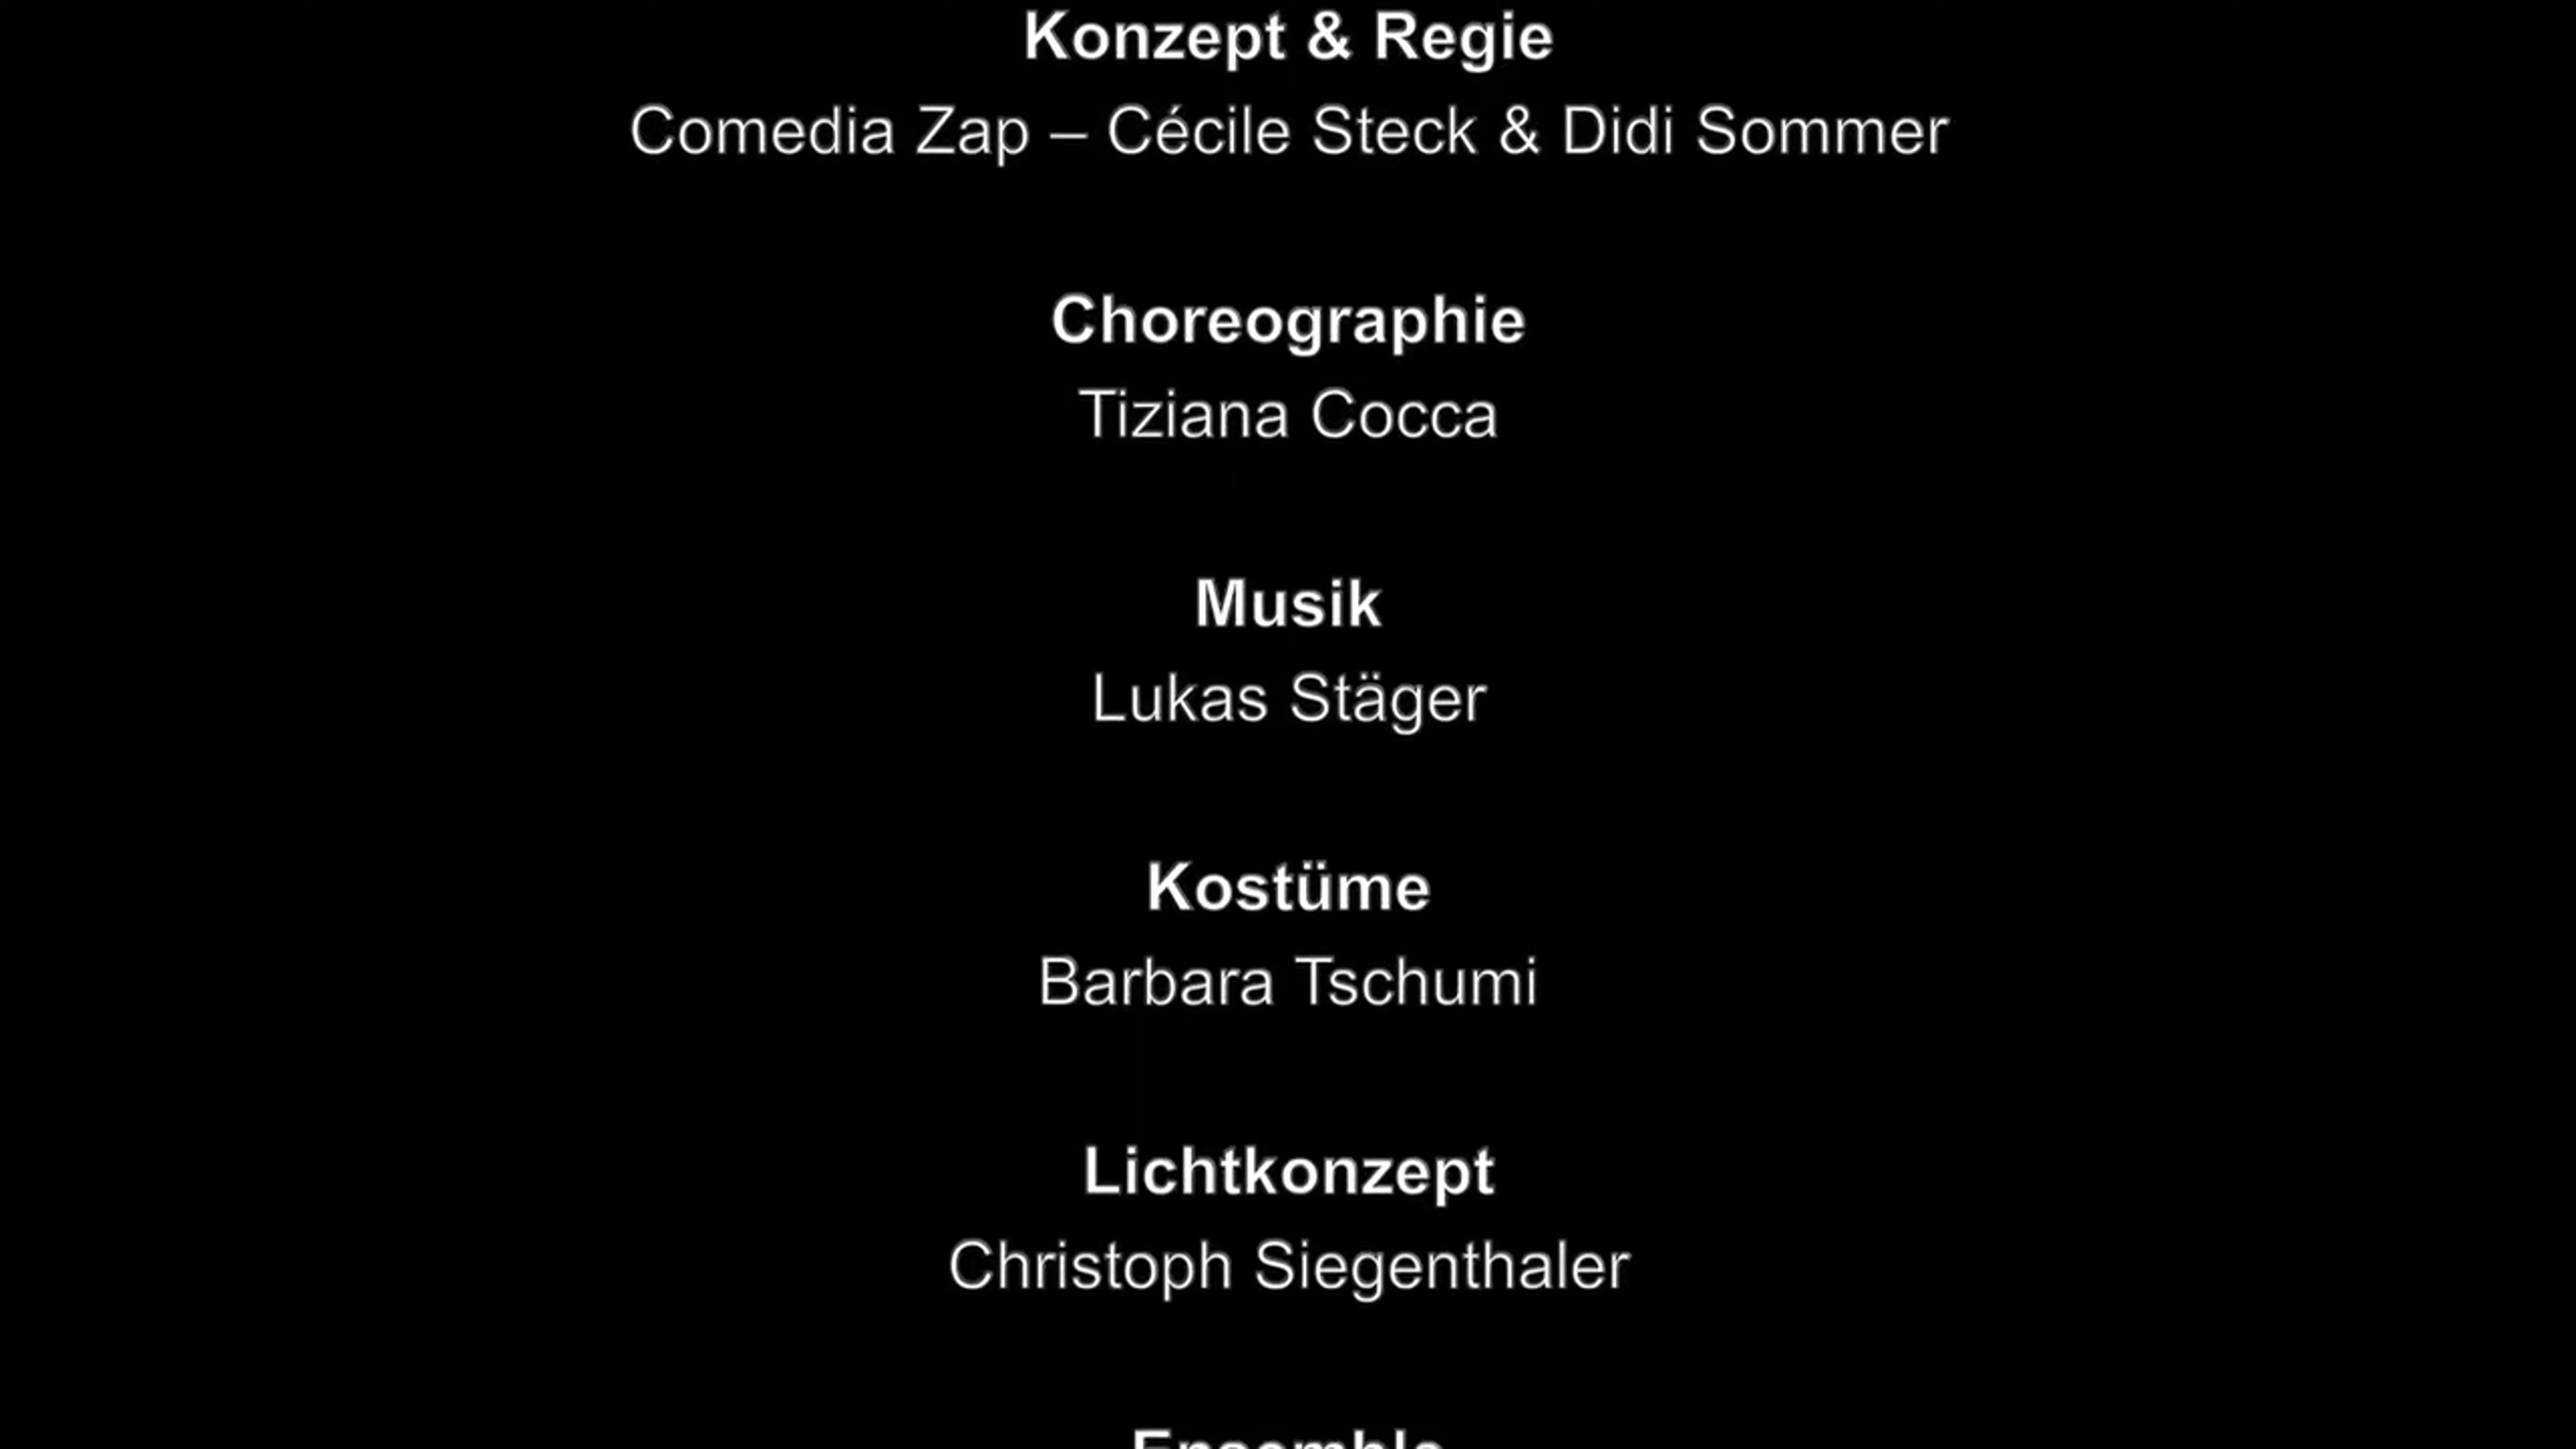 Konzept & Regie
Comedia Zap – Cécile Steck & Didi Sommer
Choreographie
Tiziana Cocca
Musik
Lukas Stäger
Kostüme
Barbara Tschumi
Lichtkonzept
Christoph Siegenthaler
Ensemble